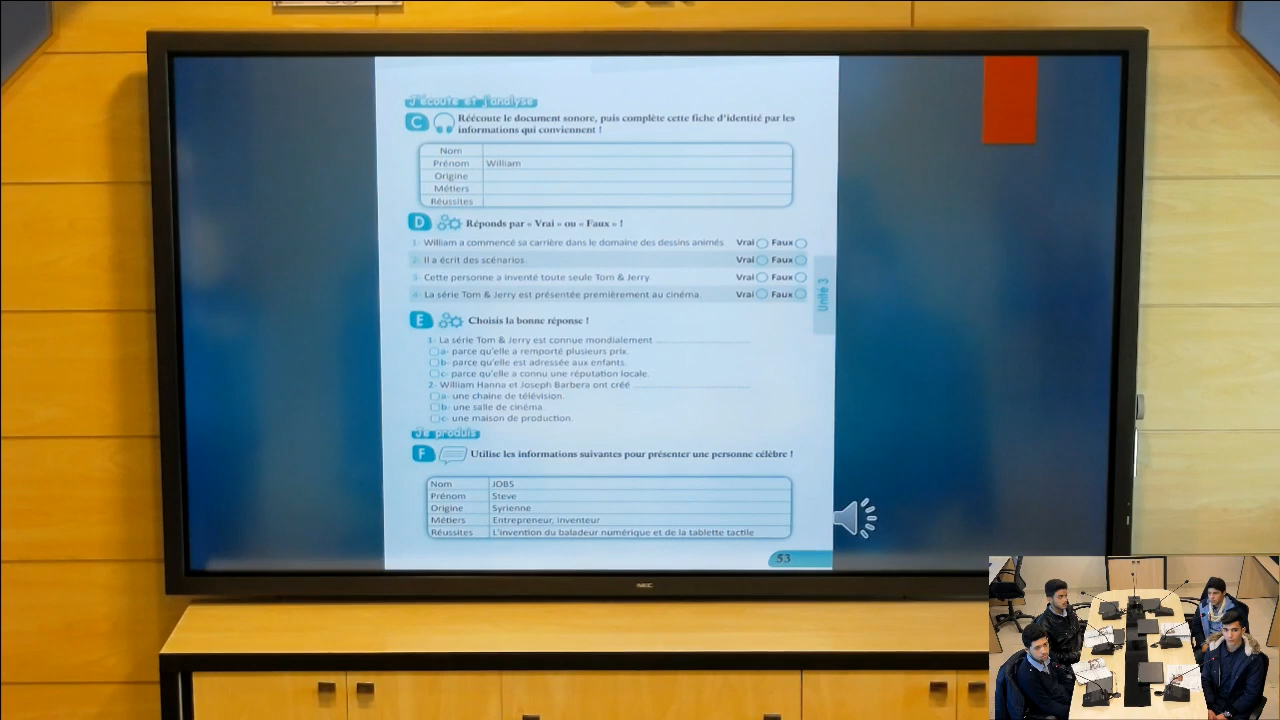 J'écoute et j'analyse
C Réécoute le document sonore, puis complète cette fiche d'identité par les
informations qui conviennent !
Nom
Prénom William
Origine
Métiers
Réussites
D Réponds par « Vrai » ou « Faux » !
1- William a commencé sa carrière dans le domaine des dessins animés Vrai Faux
2- Il a écrit des scénarios. Vrai Faux
3- Cette personne a inventé toute seule Tom & Jerry. Vrai Faux
4- La série Tom & Jerry est présentée premièrement au cinéma. Vrai Faux
Unité 3
E Choisis la bonne réponse !
1- La série Tom & Jerry est connue mondialement
a- parce qu'elle a remporté plusieurs prix.
b- parce qu'elle est adressée aux enfants.
c- parce qu'elle a connu une réputation locale.
2- William Hanna et Joseph Barbera ont créé
a- une chaine de télévision.
b- une salle de cinéma.
c- une maison de production.
Je produis
F Utilise les informations suivantes pour présenter une personne célèbre !
Nom JOBS
Prénom Steve
Origine Syrienne
Métiers Entrepreneur, inventeur
Réussites L'invention du baladeur numérique et de la tablette tactile
53
NEC